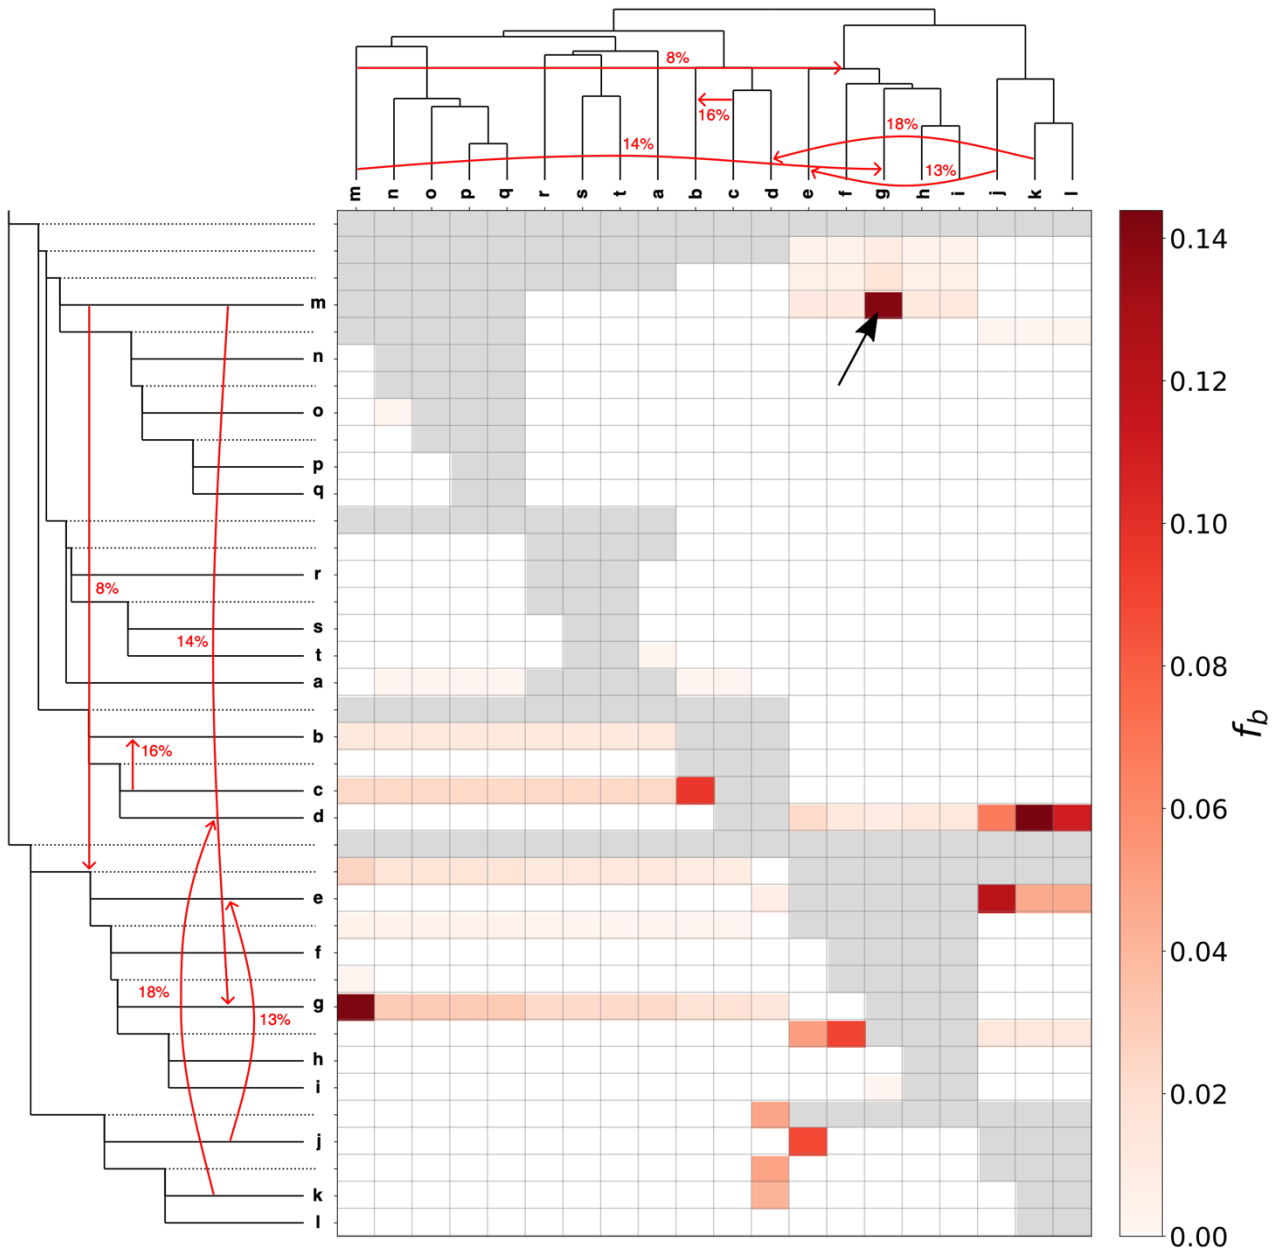 8%
16%
14%
18%
13%
m n o p q r s t a b c d e f g h i j k l
m
n
o
p
q
r
8%
s
14%
t
a
b
16%
c
d
e
f
18%
g
13%
h
i
j
k
l
0.14
0.12
0.10
0.08
0.06
0.04
0.02
0.00
f_b